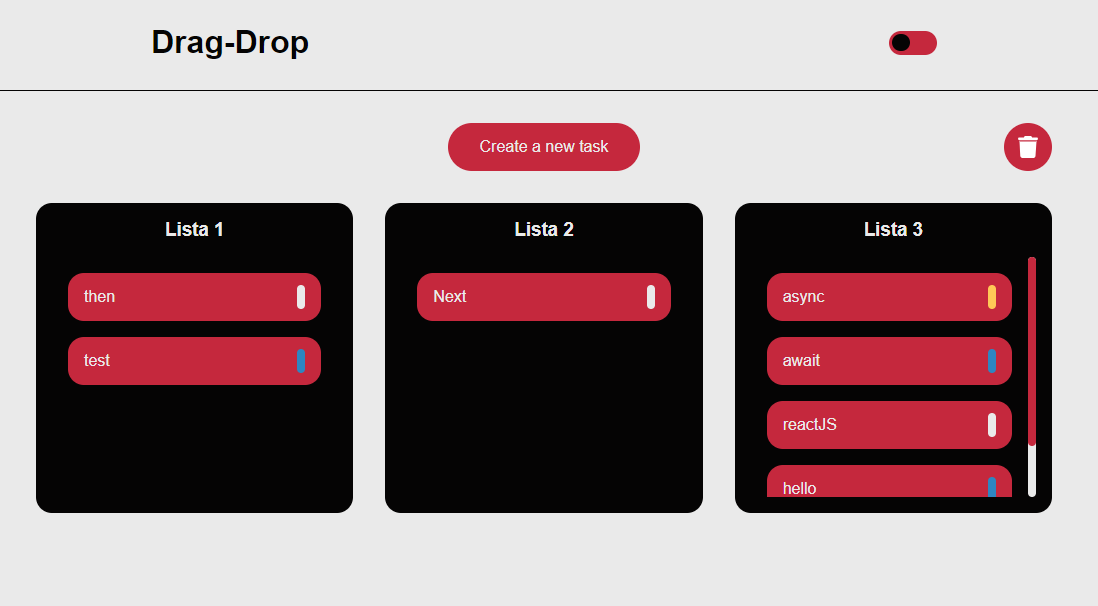 Drag-Drop
Create a new task
Lista 1
then
test
Lista 2
Next
Lista 3
async
await
reactJS
hello